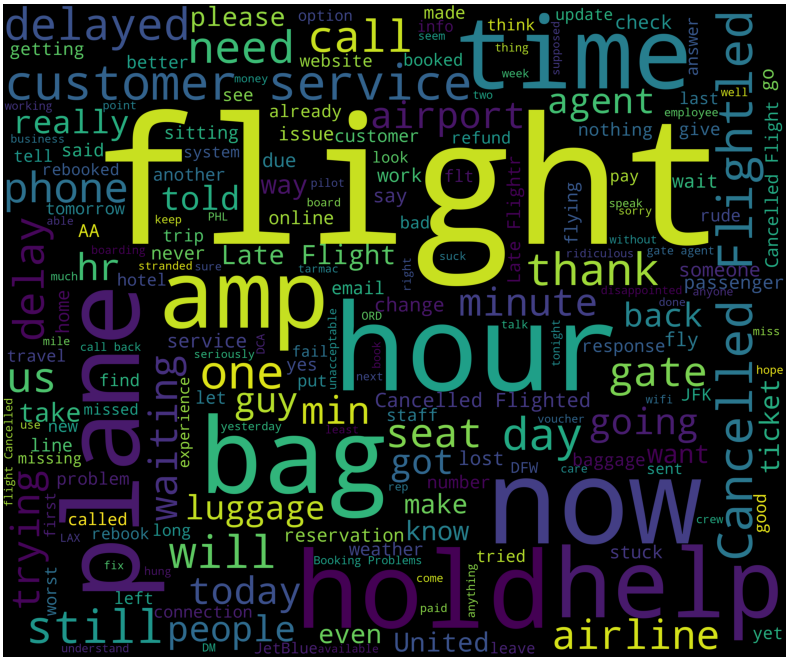 delayed
getting
please
better
need
option
call
website
info
made
booked
think
thing
week
supposed
update
check
time
answer
Flightled
well
go
money
two
customer service
see
working
point
business
really
tell
said
system
sitting
already
issue
customer
look
airport
refund
agent
last
employee
nothing
give
flight
Cancelled Flight
phone
rebooked
tomorrow
another
due
told
way
pilot
board
work
say
flt
online
keep
PHL
able
AA
trip
never
bad
speak
sorry
flying
Late Flightr
pay
wait
rude
without
gate agent
ridiculous
someone
passenger
delay
boarding
hr
stranded
sure
much
tarmac
Late Flight
suck
right
thank
disappointed
anyone
done
home
hotel
email
change
minute
back
miss
mile
call back
amp
ORD
unacceptable
talk
hour
tonight
response
fly
hope
plane
travel
service
seriously
DCA
fail
yes
put
book
next
us
find
waiting
one
let
guy
min
Cancelled Flighted
voucher
wifi
gate
JFK
ticket
Cancelled
flight Cancelled
take
missed
use
new
line
missing
experience
yesterday
least
staff
seat
day
going
want
care
sent
bag
got
lost
DFW
baggage
number
rep
problem
first
trying
called
luggage
make
now
crew
good
LAX
rebook
long
reservation
know
weather
worst
fix
hung
will
Booking Problems
tried
stuck
left
connection
today
hold
come
paid
anything
help
yet
still
people
even
United
leave
airline
understand
DM
JetBlue
available